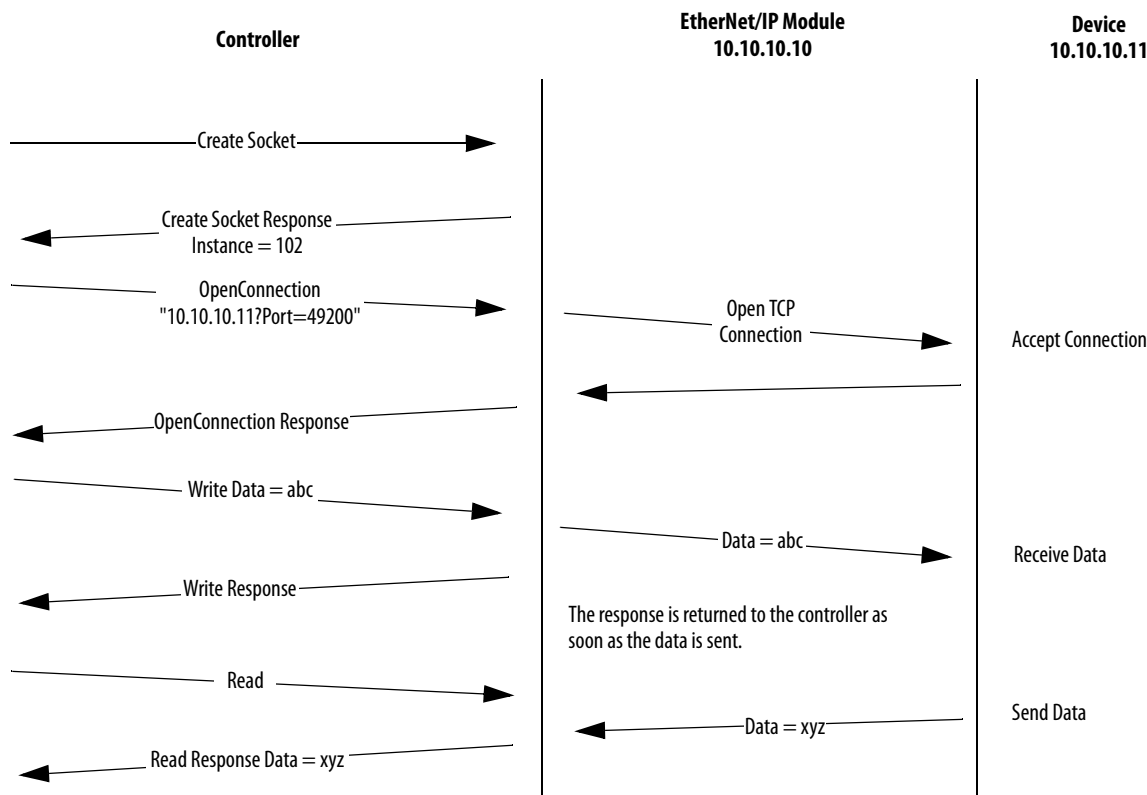 Controller
EtherNet/IP Module
10.10.10.10
Device
10.10.10.11
Create Socket
Create Socket Response
Instance = 102
OpenConnection
"10.10.10.11?Port=49200"
Open TCP
Connection
Accept Connection
OpenConnection Response
Write Data = abc
Data = abc
Receive Data
Write Response
The response is returned to the controller as
soon as the data is sent.
Read
Send Data
Data = xyz
Read Response Data = xyz